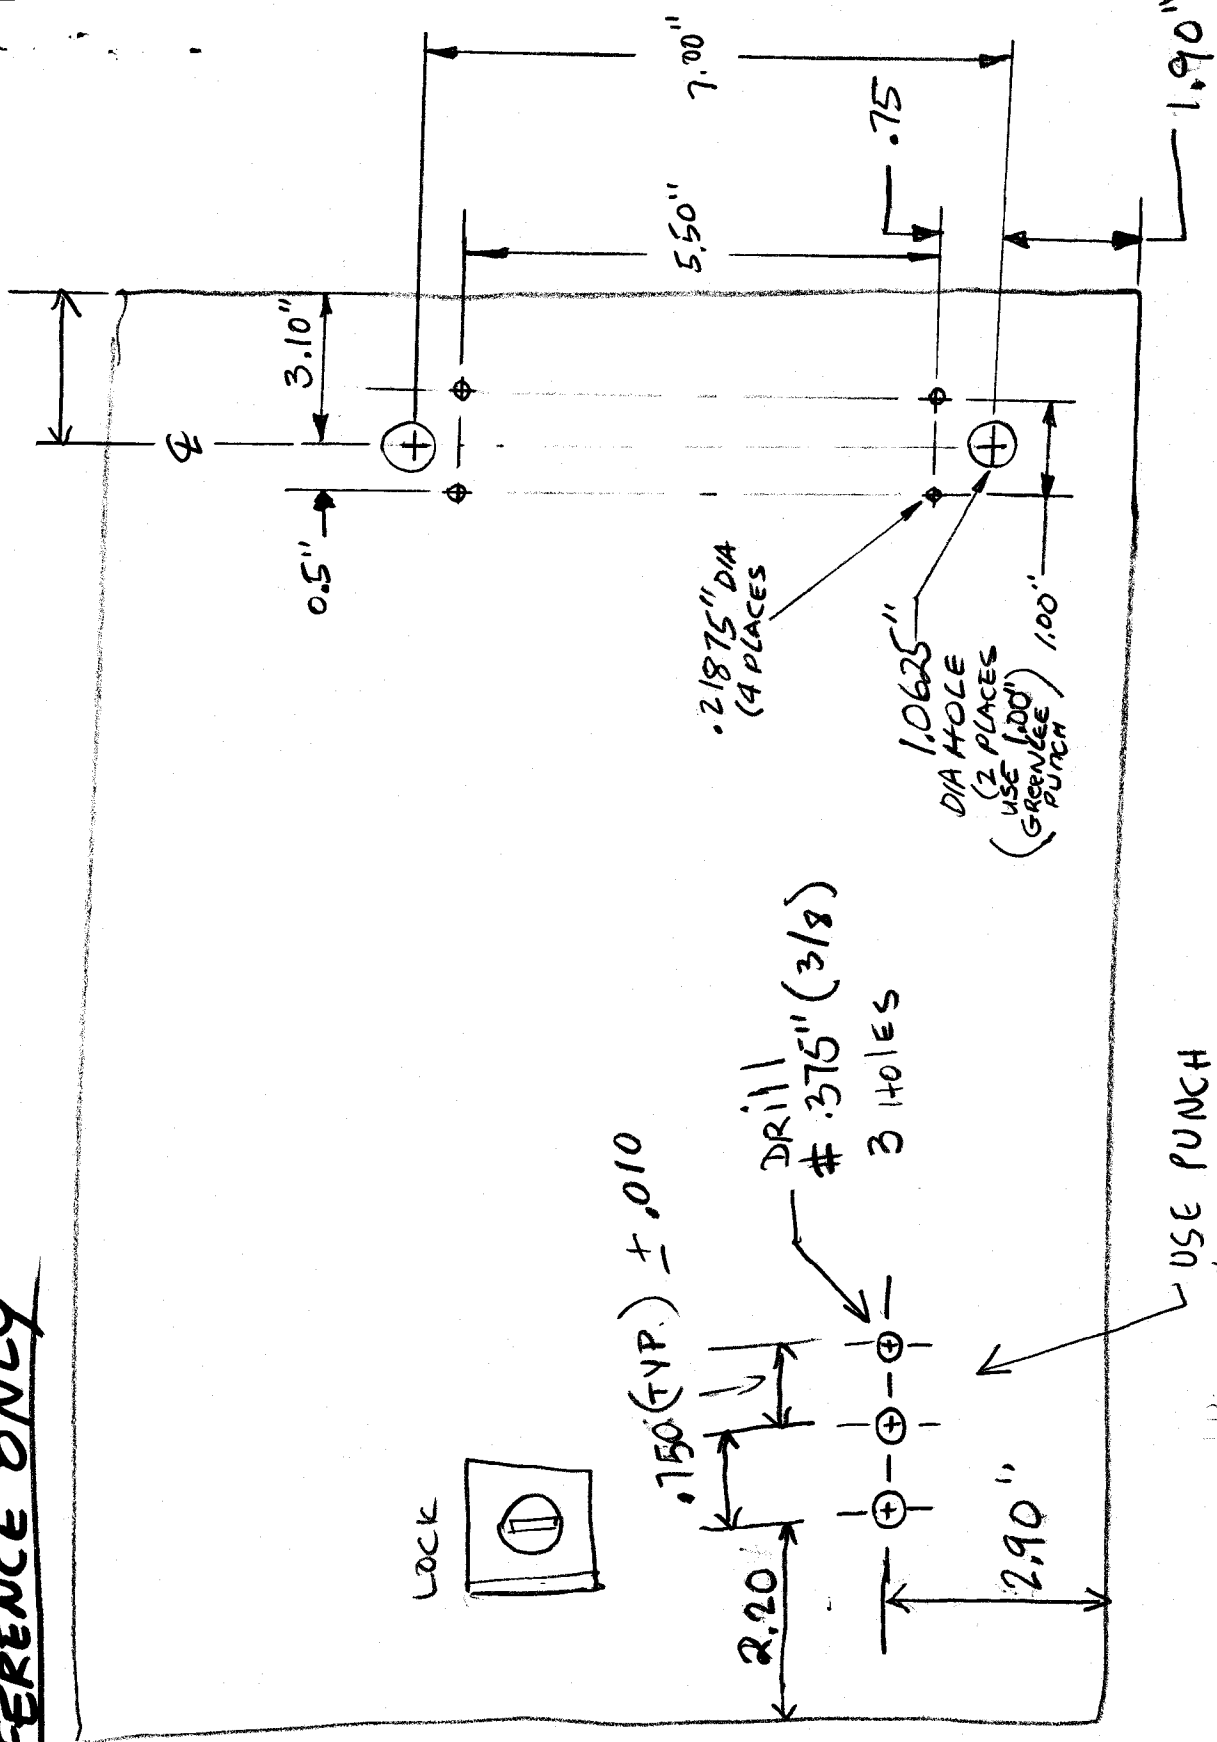 ERENCE ONLY
LOCK
2.20
.750 (TYP.) ± .010
2.90"
DRill
# .375" (3/8)
3 HOlES
USE PUNCH
0.5"
3.10"
.21875" DIA
(4 PLACES
1.0625"
DIA HOLE
(2 PLACES
(USE 1.00"
GREENLEE
PUNCH)
1.00"
5.50"
7.00"
.75
1.90"